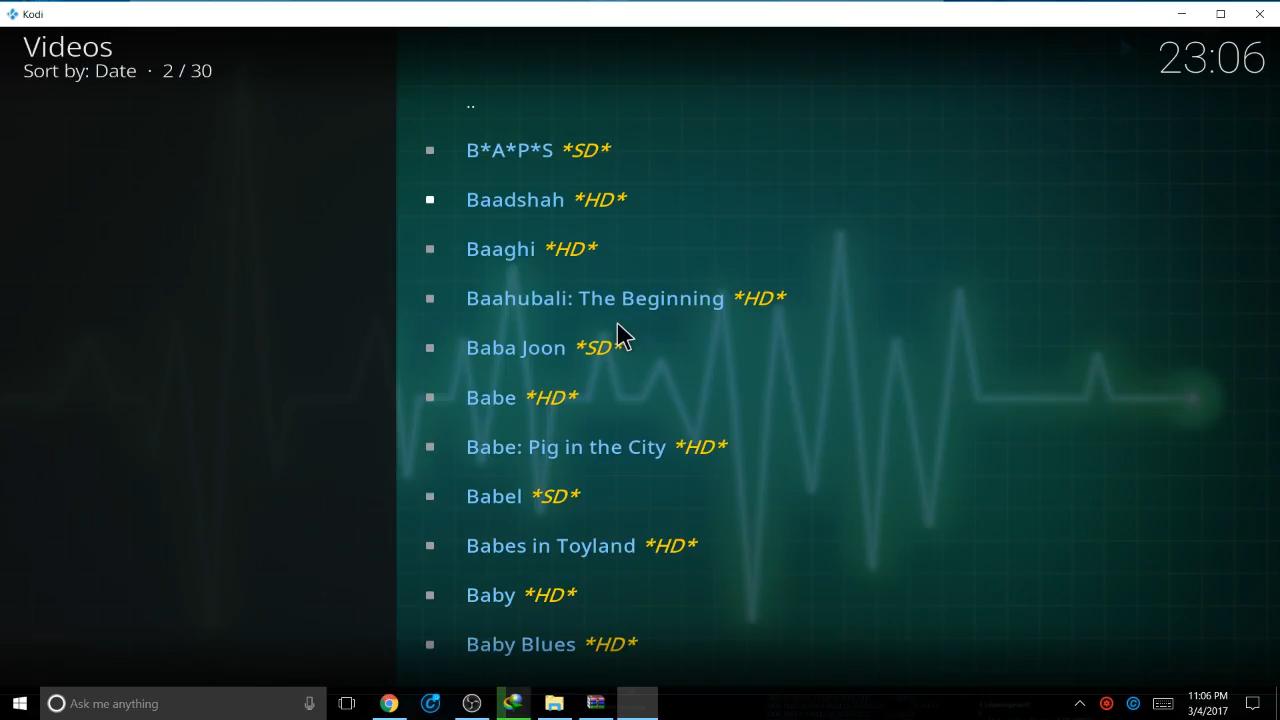 Kodi
Videos
Sort by: Date · 2 / 30
23:06
..
B*A*P*S *SD*
Baadshah *HD*
Baaghi *HD*
Baahubali: The Beginning *HD*
Baba Joon *SD*
Babe *HD*
Babe: Pig in the City *HD*
Babel *SD*
Babes in Toyland *HD*
Baby *HD*
Baby Blues *HD*
Ask me anything
11:06 PM
3/4/2017